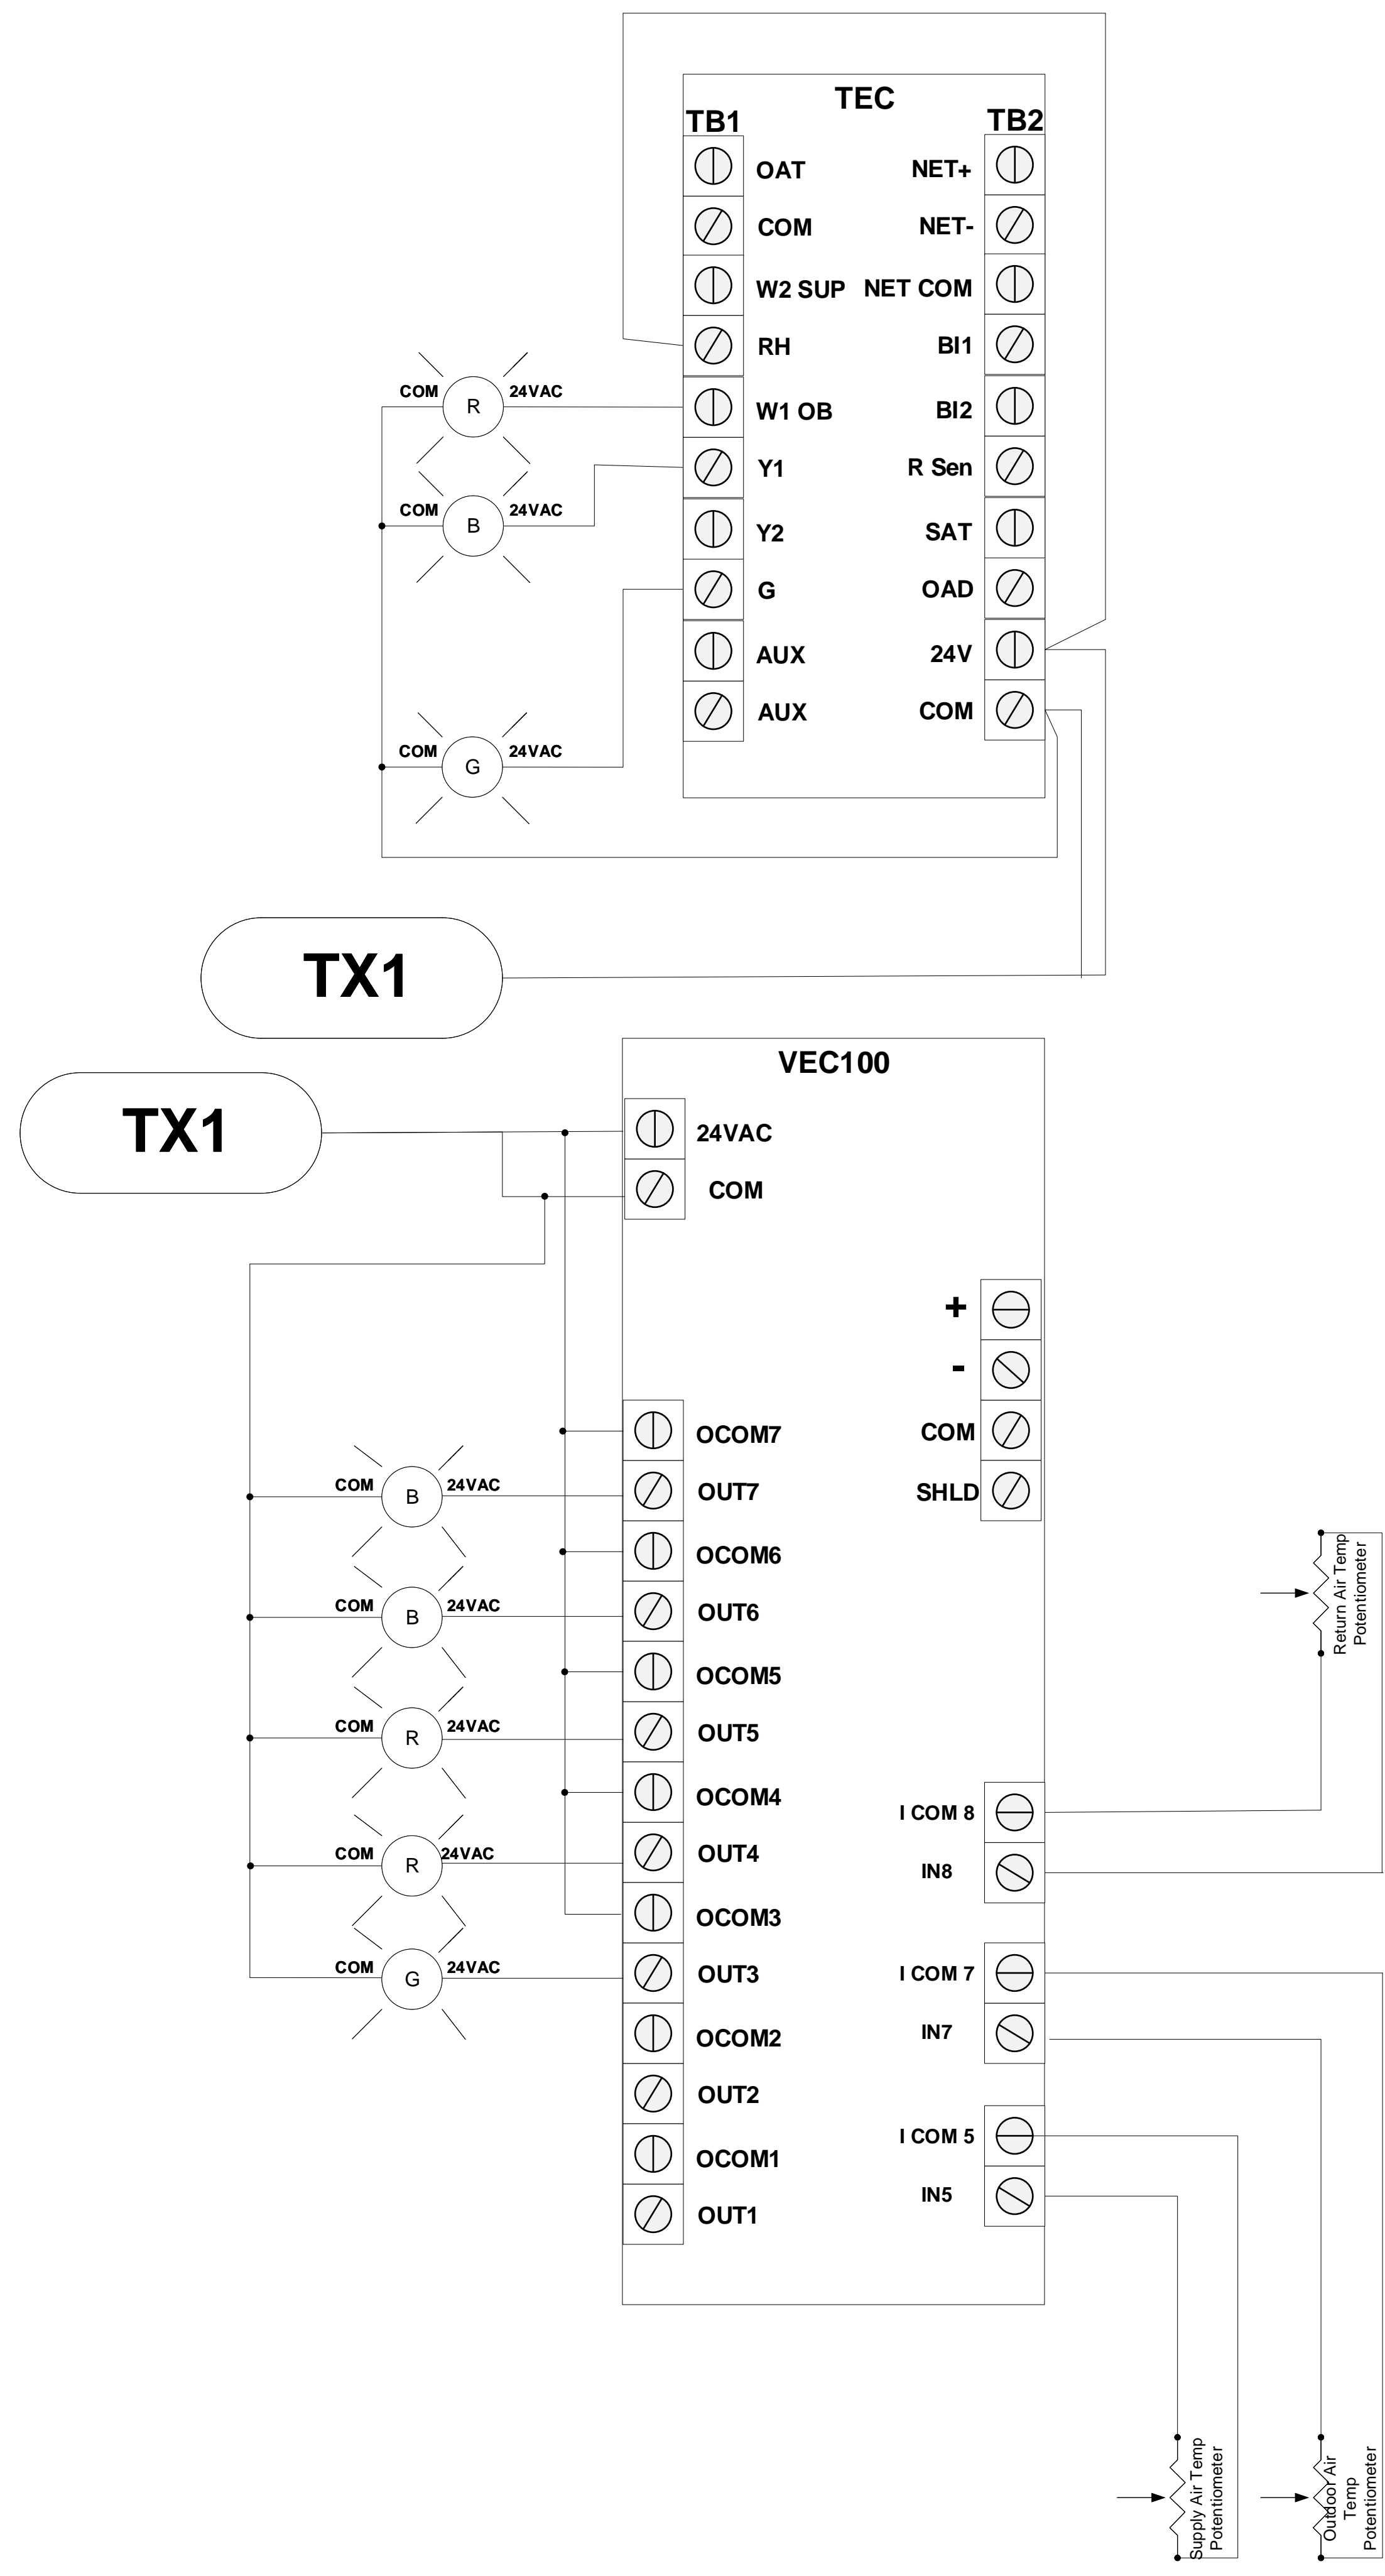 TEC
TB1
TB2
OAT
NET+
COM
NET-
W2 SUP
NET COM
RH
BI1
COM
R
24VAC
W1 OB
BI2
COM
B
24VAC
Y1
R Sen
Y2
SAT
G
OAD
AUX
24V
AUX
COM
COM
G
24VAC
TX1
VEC100
TX1
24VAC
COM
+
-
COM
SHLD
OCOM7
COM
B
24VAC
OUT7
OCOM6
COM
B
24VAC
OUT6
OCOM5
COM
R
24VAC
OUT5
OCOM4
COM
R
24VAC
OUT4
OCOM3
COM
G
24VAC
OUT3
OCOM2
OUT2
OCOM1
OUT1
Return Air Temp
Potentiometer
I COM 8
IN8
I COM 7
IN7
I COM 5
IN5
Supply Air Temp
Potentiometer
Outdoor Air
Temp
Potentiometer